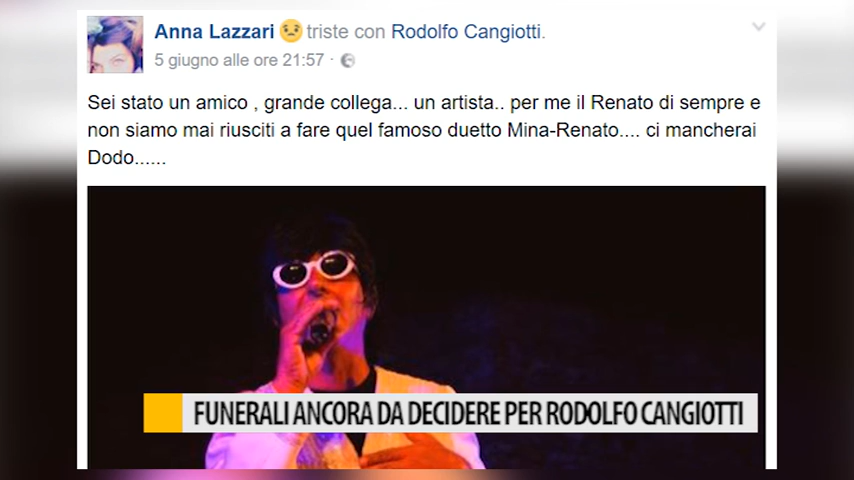 Anna Lazzari 😟 triste con Rodolfo Cangiotti.
5 giugno alle ore 21:57 ·
Sei stato un amico , grande collega... un artista.. per me il Renato di sempre e
non siamo mai riusciti a fare quel famoso duetto Mina-Renato.... ci mancherai
Dodo......
FUNERALI ANCORA DA DECIDERE PER RODOLFO CANGIOTTI